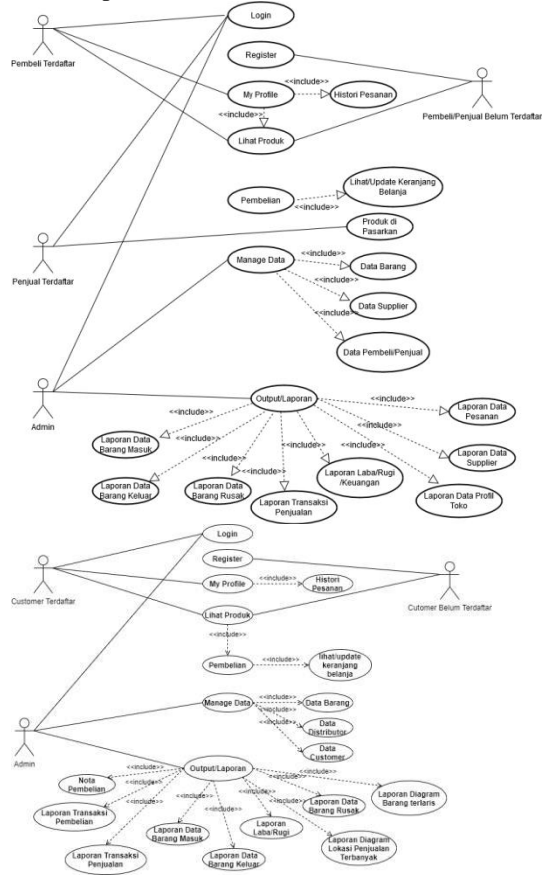 Login
Register
My Profile
<<include>>
Histori Pesanan
<<include>>
Lihat Produk
Pembeli Terdaftar
Pembeli/Penjual Belum Terdaftar
Pembelian
<<include>>
Lihat/Update Keranjang
Belanja
Produk di
Pasarkan
Penjual Terdaftar
Manage Data
<<include>>
Data Barang
<<include>>
Data Supplier
<<include>>
Data Pembeli/Penjual
Admin
Output/Laporan
<<include>>
<<include>>
<<include>>
<<include>>
<<include>>
<<include>>
<<include>>
<<include>>
Laporan Data
Pesanan
Laporan Data
Barang Masuk
Laporan Data
Supplier
Laporan Data
Barang Keluar
Laporan Data
Barang Rusak
Laporan Laba/Rugi
/Keuangan
Laporan Transaksi
Penjualan
Laporan Data Profil
Toko
Login
Register
My Profile
<<include>>
Histori
Pesanan
Customer Terdaftar
Cutomer Belum Terdaftar
Lihat Produk
<<include>>
Pembelian
<<include>>
lihat/update
keranjang
belanja
Manage Data
<<include>>
Data Barang
<<include>>
Data
Distributor
<<include>>
Data
Customer
Admin
Output/Laporan
<<include>>
<<include>>
<<include>>
<<include>>
<<include>>
<<include>>
<<include>>
<<include>>
<<include>>
Nota
Pembelian
Laporan Diagram
Barang terlaris
Laporan Transaksi
Pembelian
Laporan Data
Barang Rusak
Laporan Data
Barang Masuk
Laporan
Laba/Rugi
Laporan Diagram
Lokasi Penjualan
Terbanyak
Laporan Transaksi
Penjualan
Laporan Data
Barang Keluar